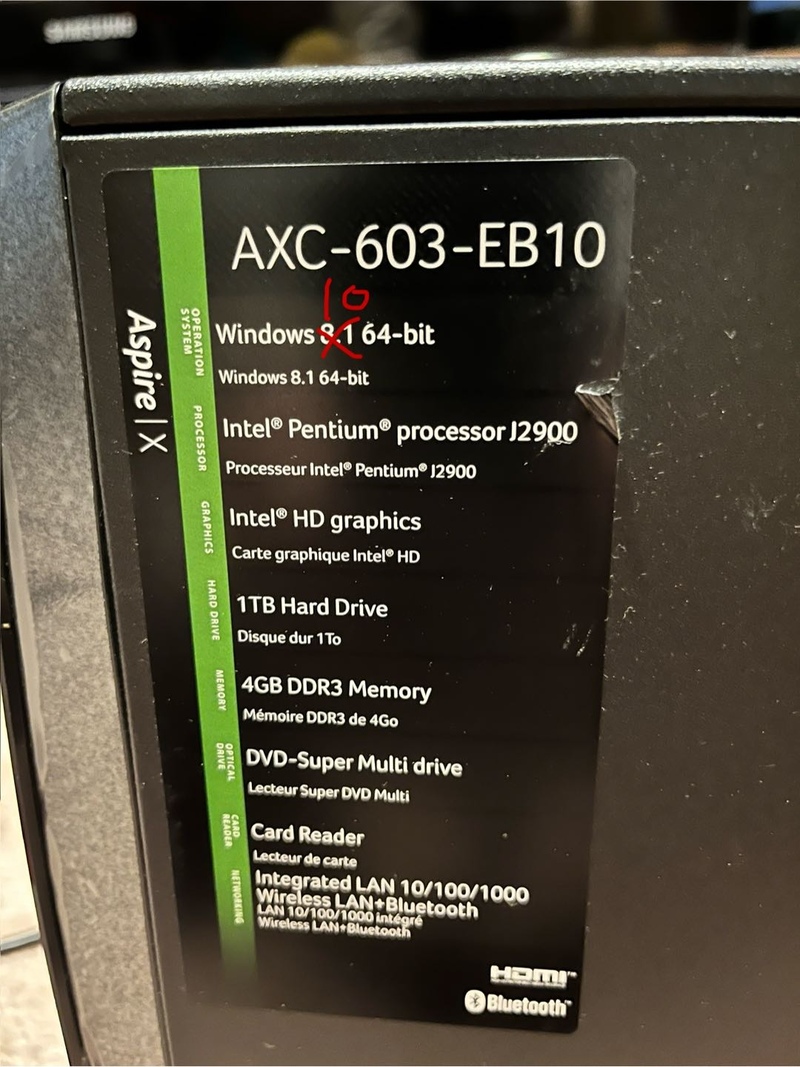 SAMSUNG
AXC-603-EB10
10
Windows 8.1 64-bit
Windows 8.1 64-bit
Intel® Pentium® processor J2900
Processeur Intel® Pentium® J2900
Intel® HD graphics
Carte graphique Intel® HD
1TB Hard Drive
Disque dur 1To
4GB DDR3 Memory
Mémoire DDR3 de 4Go
DVD-Super Multi drive
Lecteur Super DVD Multi
Card Reader
Lecteur de carte
Integrated LAN 10/100/1000
Wireless LAN+Bluetooth
LAN 10/100/1000 intégré
Wireless LAN+Bluetooth
HDMI™
Bluetooth™
OPERATION
SYSTEM
PROCESSOR
GRAPHICS
HARD DRIVE
MEMORY
OPTICAL
DRIVE
CARD
READER
NETWORKING
Aspire | X